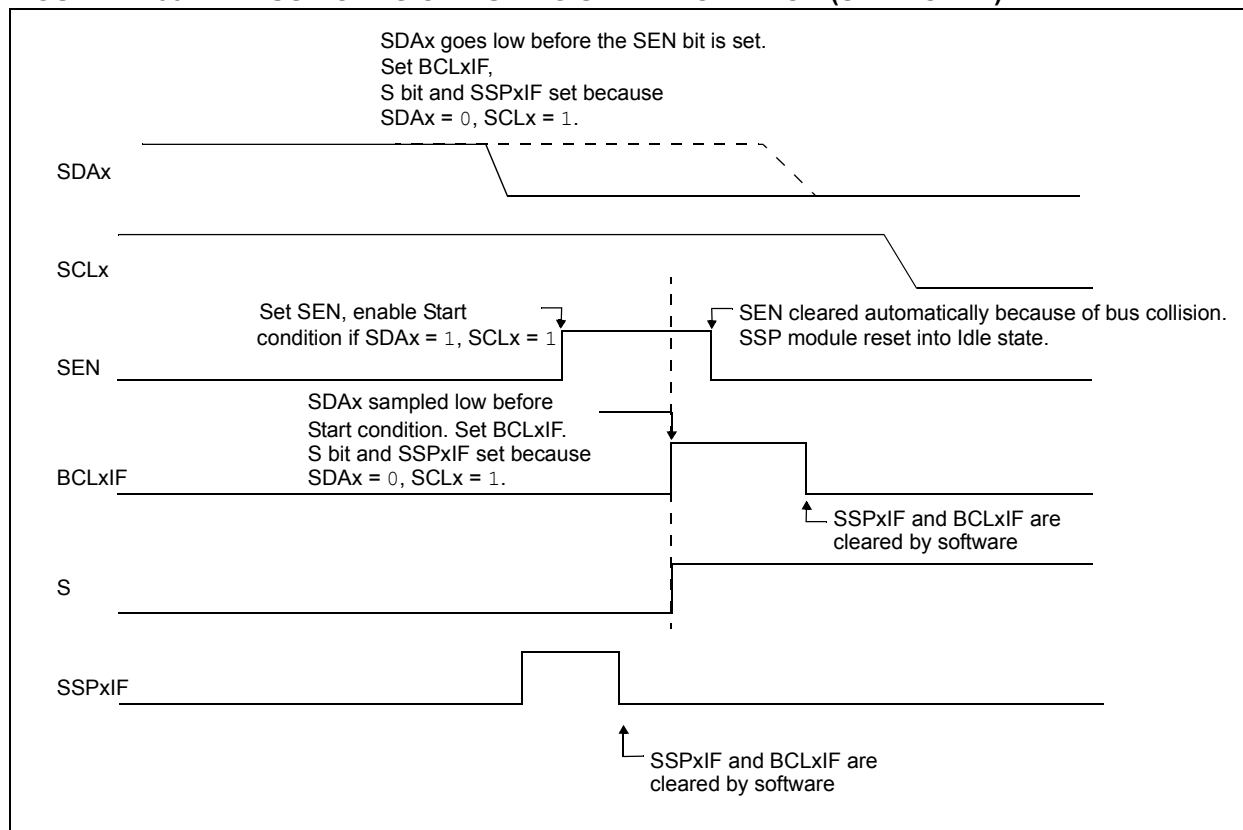 SDAx goes low before the SEN bit is set.
Set BCLxIF,
S bit and SSPxIF set because
SDAx = 0, SCLx = 1.
SDAx
SCLx
Set SEN, enable Start
condition if SDAx = 1, SCLx = 1
SEN cleared automatically because of bus collision.
SSP module reset into Idle state.
SEN
SDAx sampled low before
Start condition. Set BCLxIF.
S bit and SSPxIF set because
SDAx = 0, SCLx = 1.
BCLxIF
SSPxIF and BCLxIF are
cleared by software
S
SSPxIF
SSPxIF and BCLxIF are
cleared by software